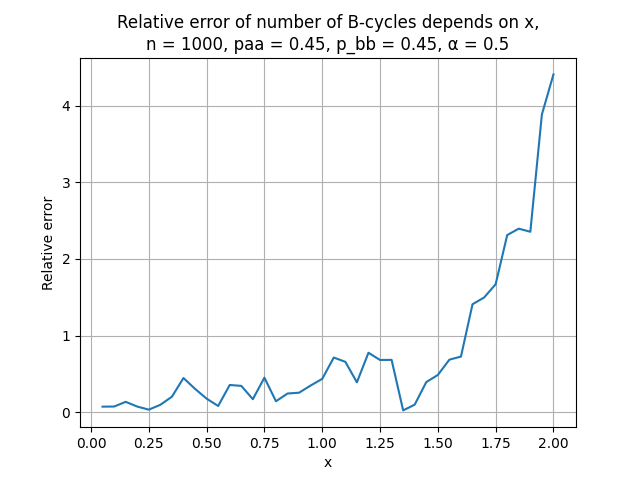 Relative error of number of B-cycles depends on x,
n = 1000, paa = 0.45, p_bb = 0.45, α = 0.5
4
3
2
1
0
Relative error
0.00 0.25 0.50 0.75 1.00 1.25 1.50 1.75 2.00
x